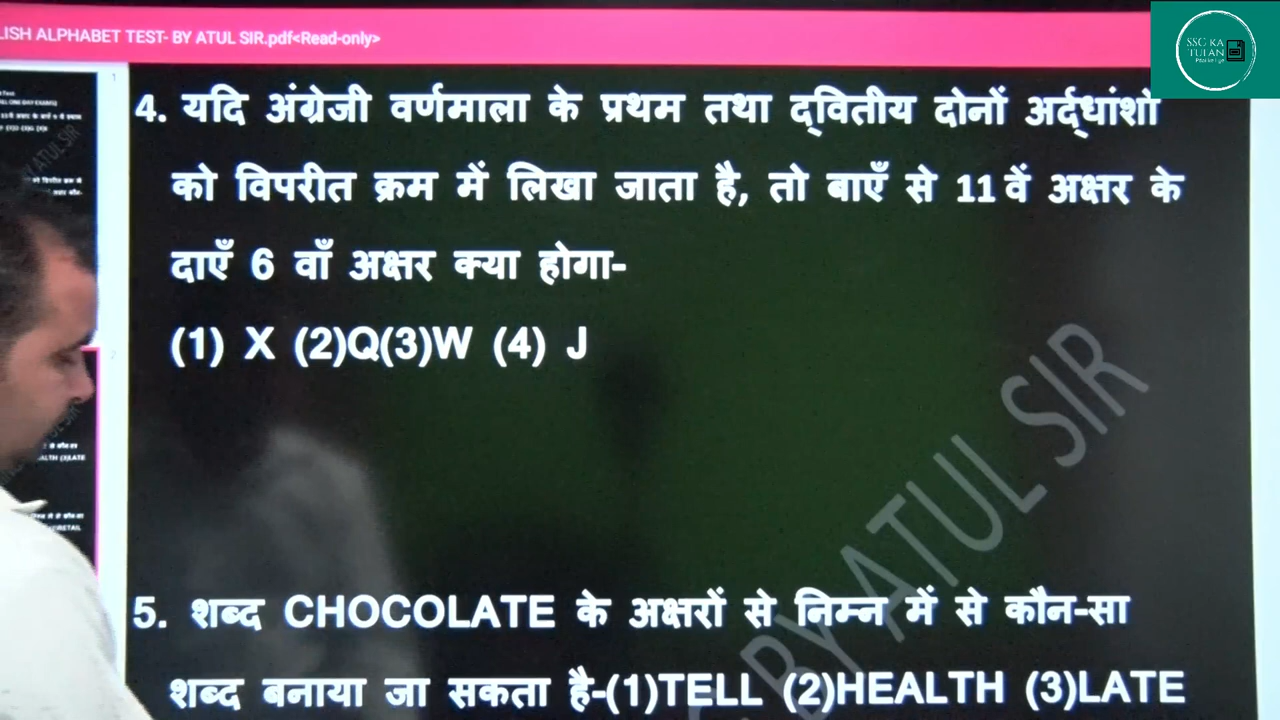 LISH ALPHABET TEST- BY ATUL SIR.pdf<Read-only>
SSC KA
TUFAN
4. यदि अंग्रेजी वर्णमाला के प्रथम तथा द्वितीय दोनों अर्द्धांशो
को विपरीत क्रम में लिखा जाता है, तो बाएँ से 11 वें अक्षर के
दाएँ 6 वाँ अक्षर क्या होगा-
(1) X (2)Q(3)W (4) J
BY ATUL SIR
5. शब्द CHOCOLATE के अक्षरों से निम्न में से कौन-सा
शब्द बनाया जा सकता है-(1)TELL (2)HEALTH (3)LATE